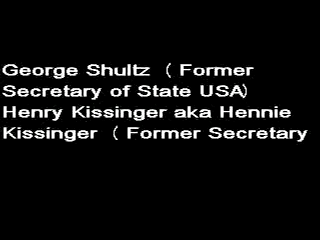 George Shultz  ( Former
Secretary of State USA)
Henry Kissinger aka Hennie
Kissinger  ( Former Secretary